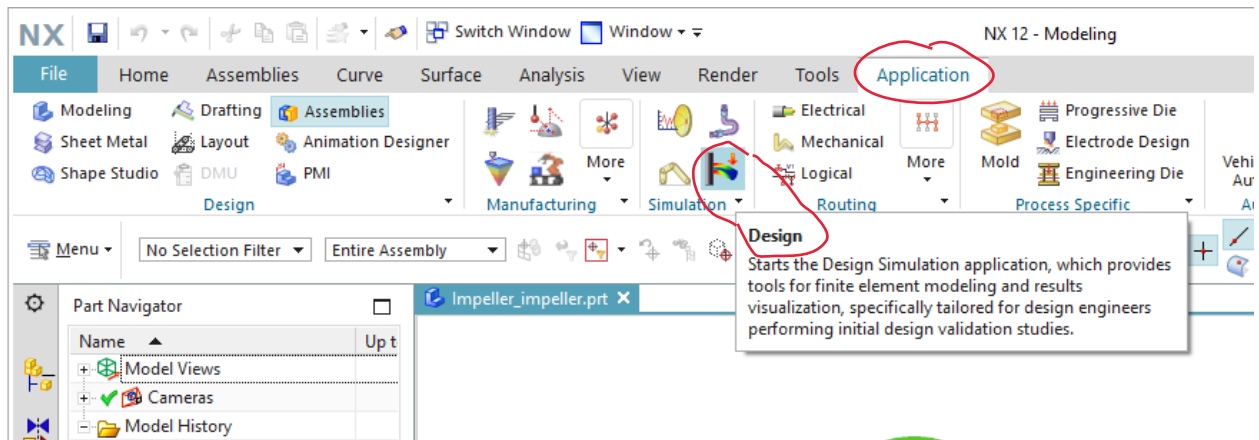 NX Switch Window Window NX 12 - Modeling
File Home Assemblies Curve Surface Analysis View Render Tools Application
Modeling Drafting Assemblies Electrical Progressive Die
Sheet Metal Layout Animation Designer Mechanical Electrode Design
Shape Studio DMU PMI More Logical More Mold Engineering Die
Design Manufacturing Simulation Routing Process Specific
Menu No Selection Filter Entire Assembly
Design
Starts the Design Simulation application, which provides
tools for finite element modeling and results
visualization, specifically tailored for design engineers
performing initial design validation studies.
Part Navigator Impeller_impeller.prt
Name Up t
Model Views
Cameras
Model History